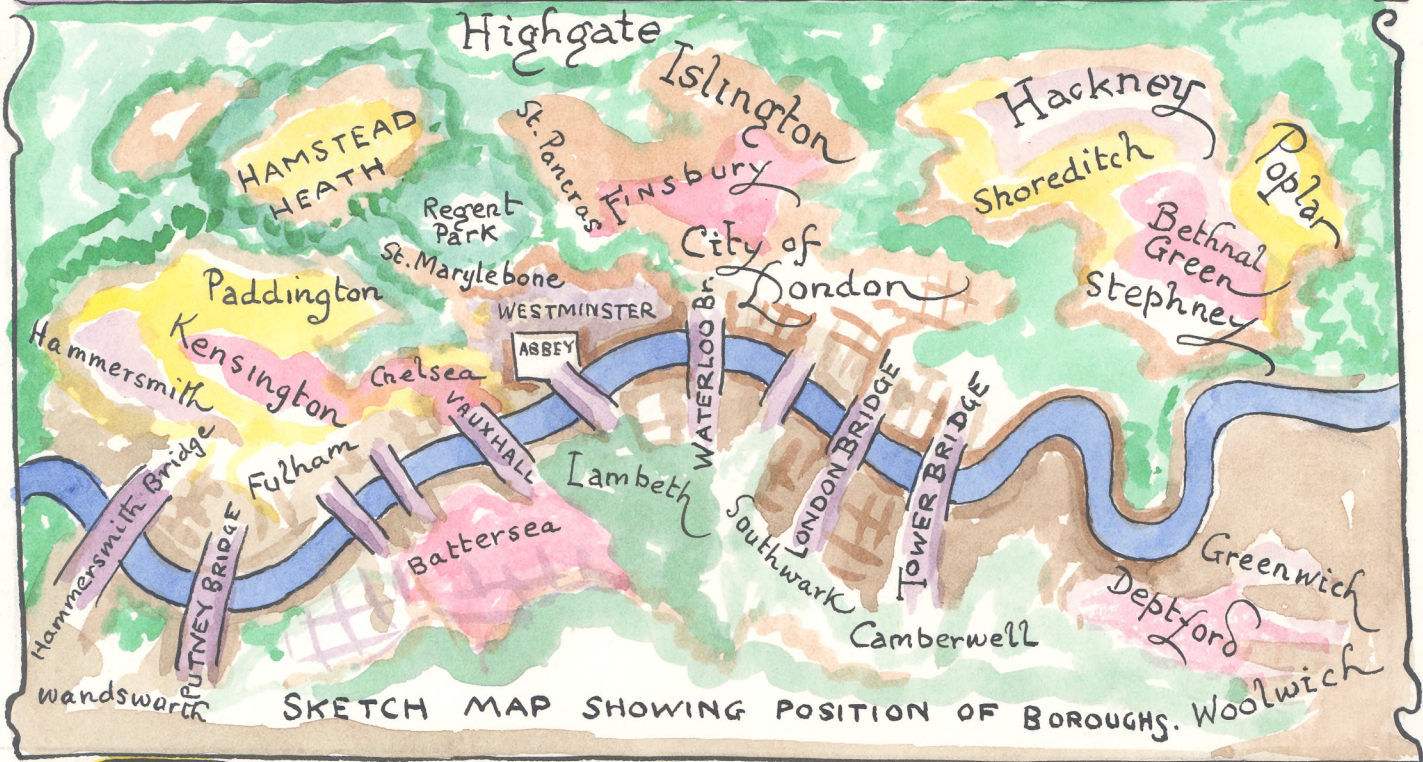 Highgate
Islington
Hackney
HAMSTEAD
HEATH
St. Pancras
Finsbury
Shoreditch
Poplar
Regent
Park
Bethnal
Green
City of
London
St. Marylebone
Paddington
WESTMINSTER
Stephney
ABBEY
WATERLOO Br.
Hammersmith
Kensington
Chelsea
VAUXHALL
LONDON BRIDGE
TOWER BRIDGE
Fulham
Lambeth
Hammersmith Bridge
PUTNEY BRIDGE
Battersea
Southwark
Greenwich
Deptford
Camberwell
Woolwich
wandswarth
SKETCH MAP SHOWING POSITION OF BOROUGHS.